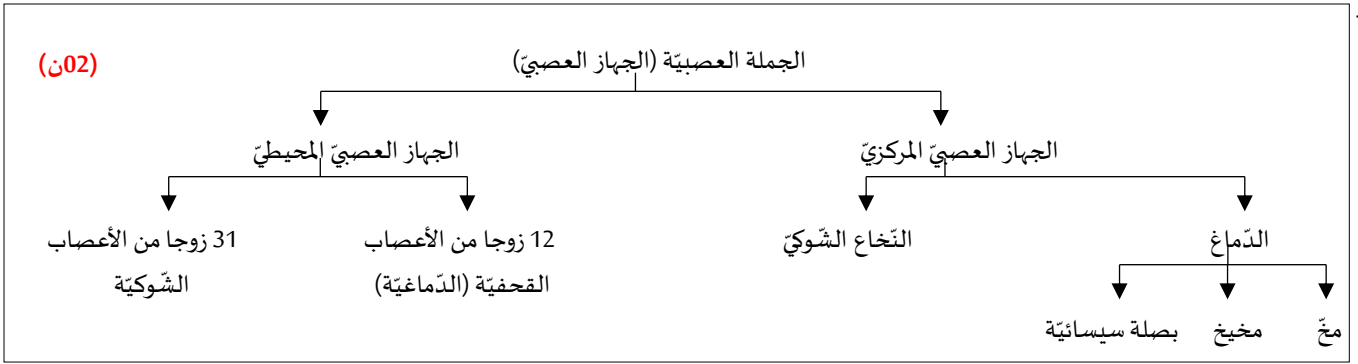 الجملة العصبيّة (الجهاز العصبيّ)
(02ن)
الجهاز العصبيّ المركزيّ
الجهاز العصبيّ المحيطيّ
الدّماغ
النّخاع الشّوكيّ
12 زوجا من الأعصاب
القحفيّة (الدّماغيّة)
31 زوجا من الأعصاب
الشّوكيّة
مخّ
مخيخ
بصلة سيسائيّة